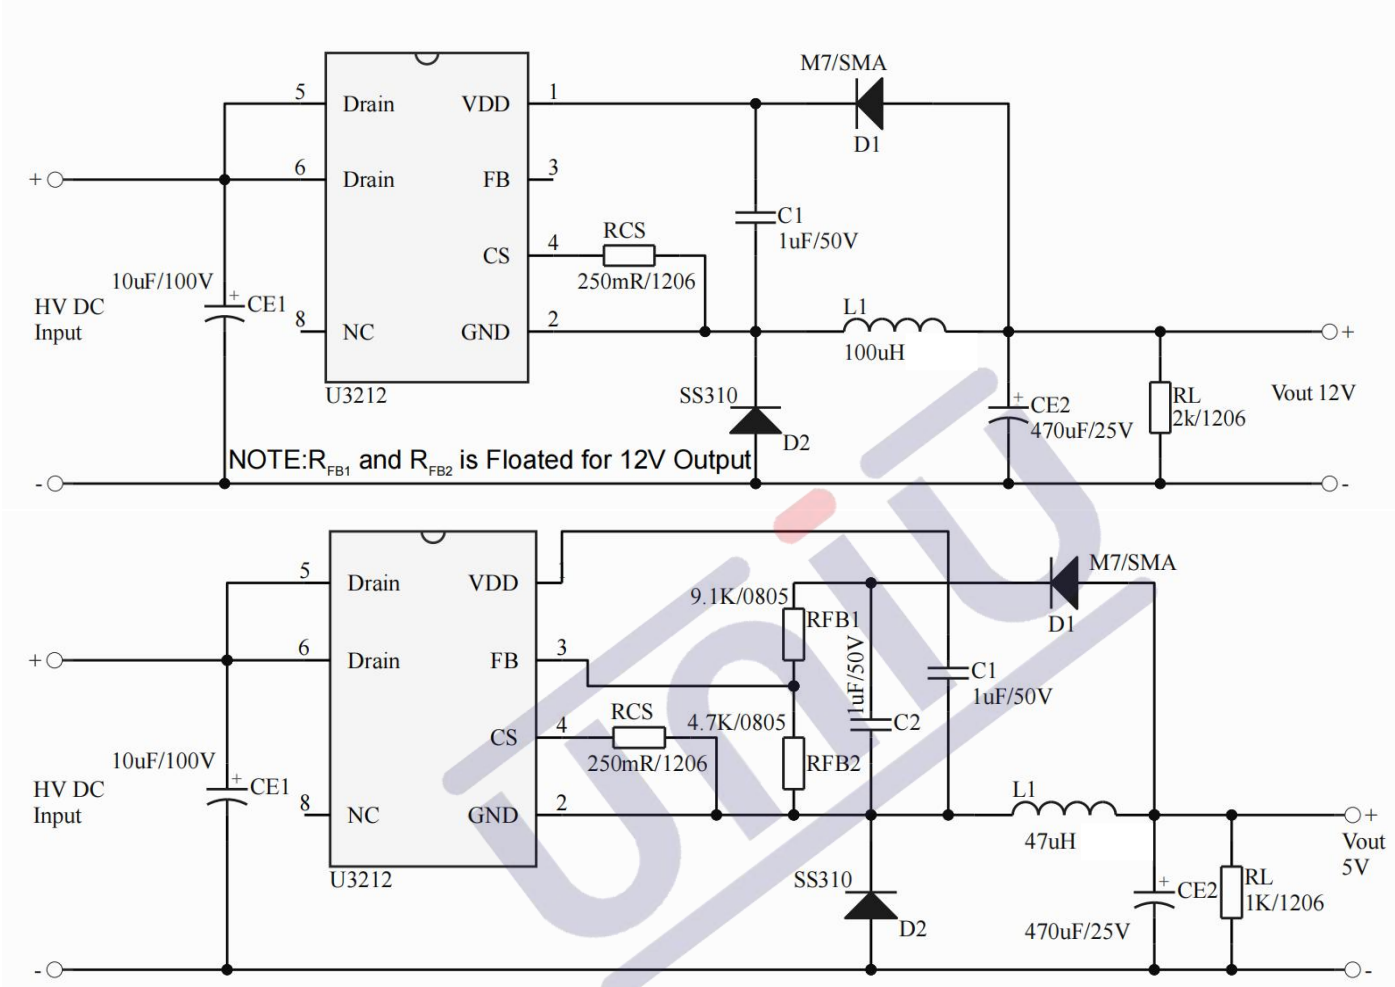 M7/SMA
5
Drain
VDD
1
D1
6
Drain
FB
3
+
C1
1uF/50V
RCS
CS
4
250mR/1206
10uF/100V
+
CE1
HV DC
Input
8
NC
GND
2
L1
100uH
+
U3212
SS310
D2
+
CE2
470uF/25V
RL
2k/1206
Vout 12V
NOTE:RFB1 and RFB2 is Floated for 12V Output
-
-
5
Drain
VDD
1
M7/SMA
D1
9.1K/0805
RFB1
1uF/50V
6
Drain
FB
3
+
C1
1uF/50V
RCS
CS
4
250mR/1206
4.7K/0805
C2
RFB2
10uF/100V
+
CE1
HV DC
Input
8
NC
GND
2
L1
47uH
+
Vout
5V
U3212
SS310
D2
+
CE2
470uF/25V
RL
1K/1206
-
-
uniU